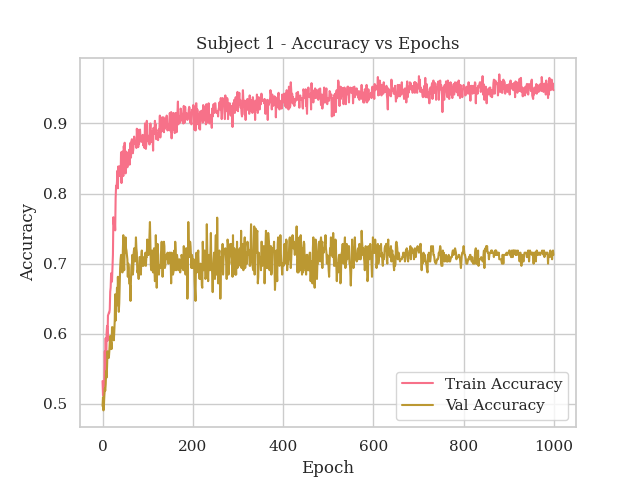 Subject 1 - Accuracy vs Epochs
Accuracy
0.9
0.8
0.7
0.6
0.5
0 200 400 600 800 1000
Epoch
Train Accuracy
Val Accuracy